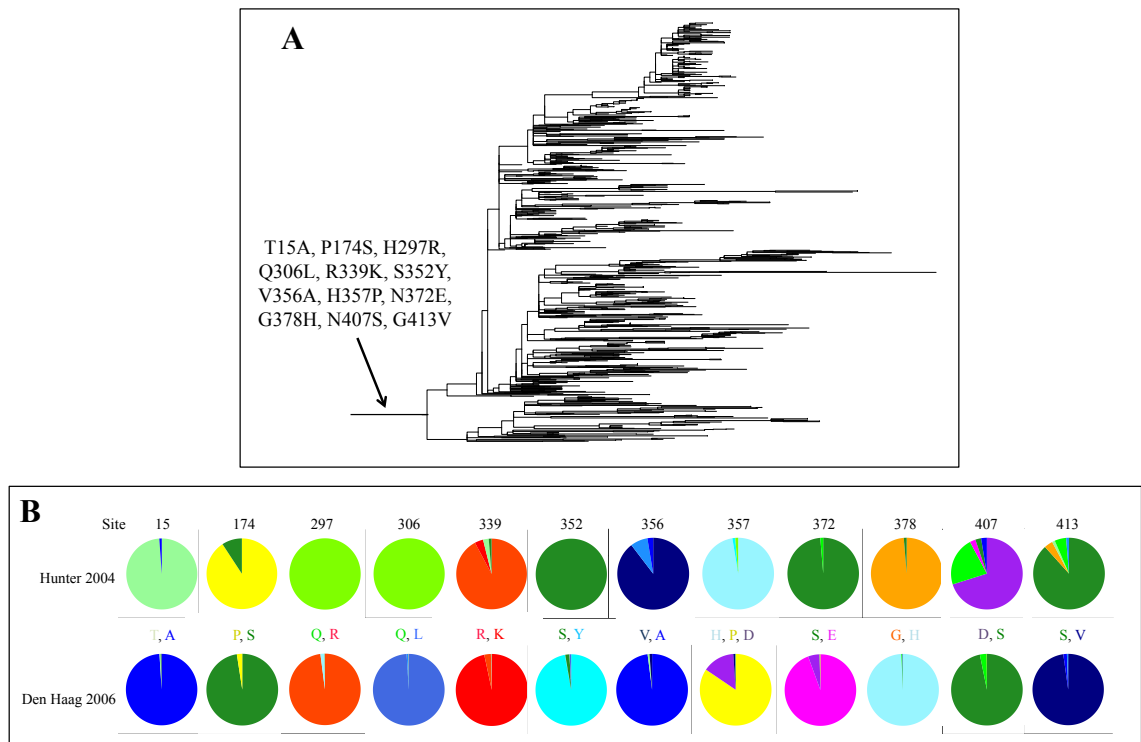 A
T15A, P174S, H297R,
Q306L, R339K, S352Y,
V356A, H357P, N372E,
G378H, N407S, G413V
B
Site 15 174 297 306 339 352 356 357 372 378 407 413
Hunter 2004
T, A P, S Q, R Q, L R, K S, Y V, A H, P, D S, E G, H D, S S, V
Den Haag 2006